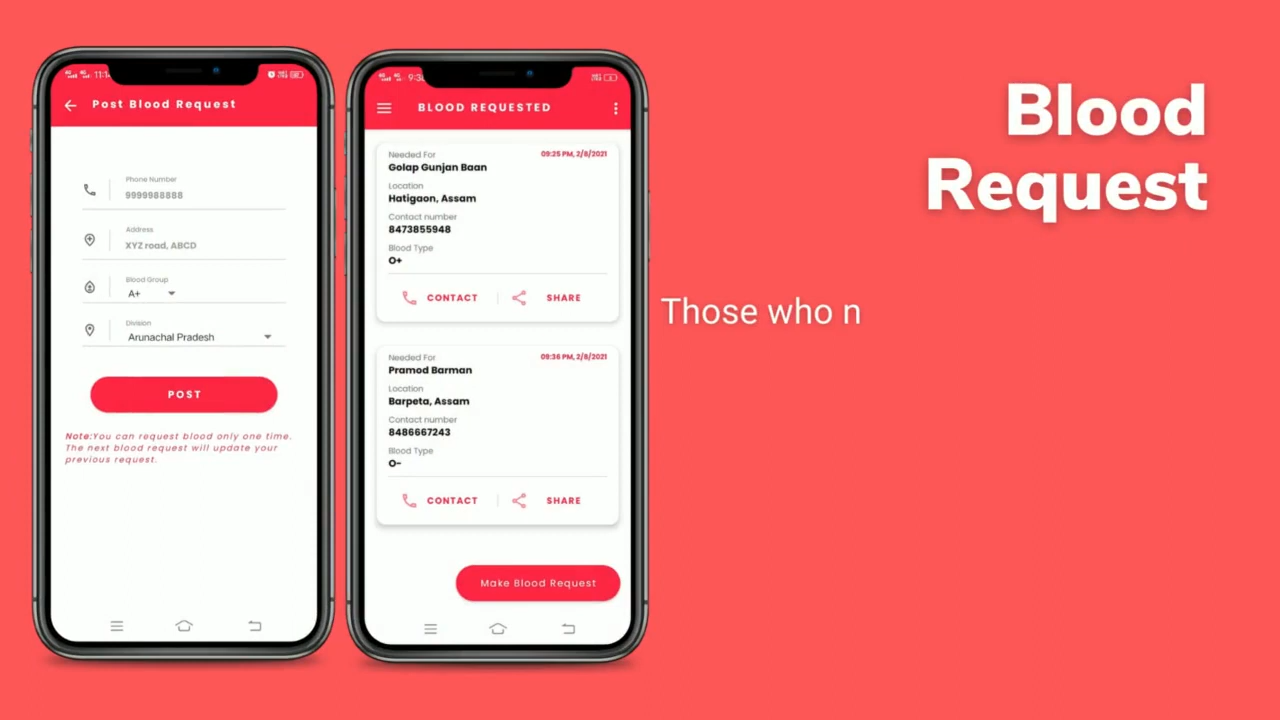 11:1
Post Blood Request
Phone Number
9999988888
Address
XYZ road, ABCD
Blood Group
A+
Division
Arunachal Pradesh
POST
Note:You can request blood only one time.
The next blood request will update your
previous request.
9:3
BLOOD REQUESTED
Needed For
09:25 PM, 2/8/2021
Golap Gunjan Baan
Location
Hatigaon, Assam
Contact number
8473855948
Blood Type
O+
CONTACT
SHARE
Needed For
09:36 PM, 2/8/2021
Pramod Barman
Location
Barpeta, Assam
Contact number
8486667243
Blood Type
O-
CONTACT
SHARE
Make Blood Request
Blood
Request
Those who n